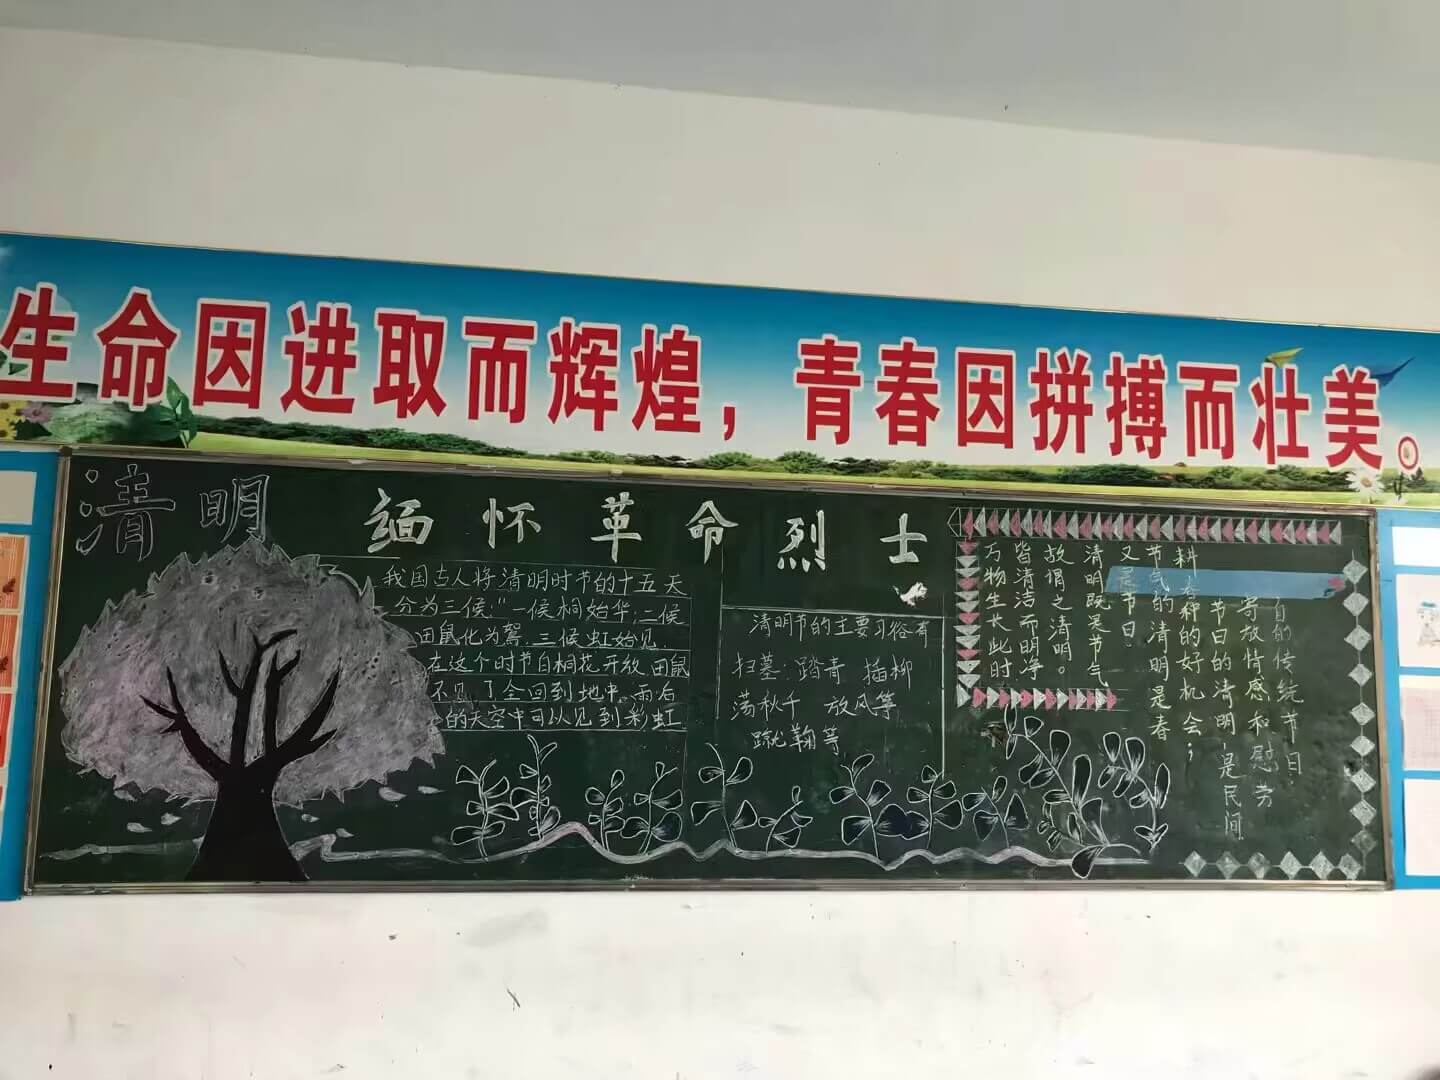 生命因进取而辉煌，青春因拼搏而壮美。
清明
缅怀革命烈士
我国古人将清明时节的十五天
分为三候:"一候桐始华;二候
田鼠化为鴽,三候虹始见.
在这个时节白桐花开放,田鼠
不见了全回到地中,雨后
的天空中可以见到彩虹
清明节的主要习俗有
扫墓:踏青 插柳
荡秋千 放风筝
蹴鞠等
万物生长此时
皆清洁而明净
故谓之清明。
清明既是节气
又是节日。
节气的清明是春
耕春种的好机会;
节日的清明,是民间
寄放情感和慰劳
自的传统节日.